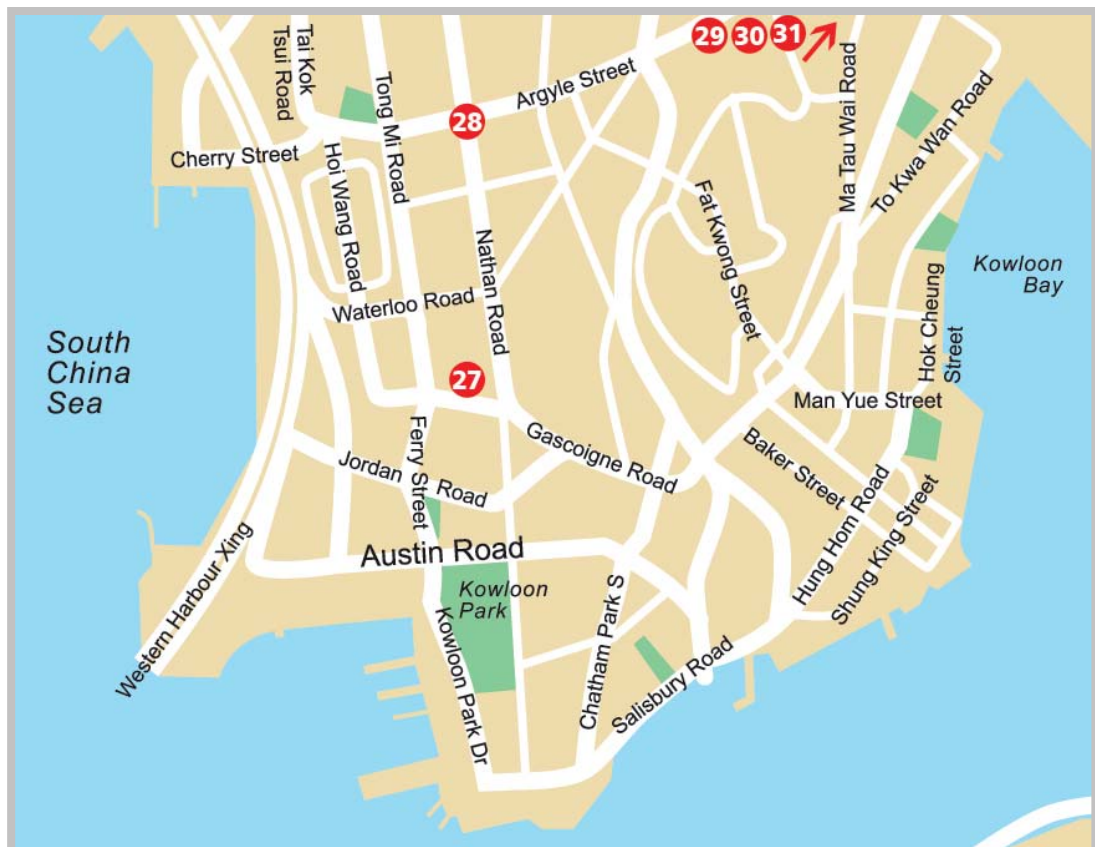 29
30
31
Tai Kok
Tsui Road
Tong Mi Road
Argyle Street
Ma Tau Wai Road
To Kwa Wan Road
28
Cherry Street
Hoi Wang Road
Nathan Road
Fat Kwong Street
Kowloon
Bay
Waterloo Road
South
China
Sea
Hok Cheung
Street
27
Man Yue Street
Ferry Street
Gascoigne Road
Baker Street
Jordan Road
Hung Hom Road
Shung King Street
Austin Road
Western Harbour Xing
Kowloon
Park
Kowloon Park Dr
Chatham Park S
Salisbury Road